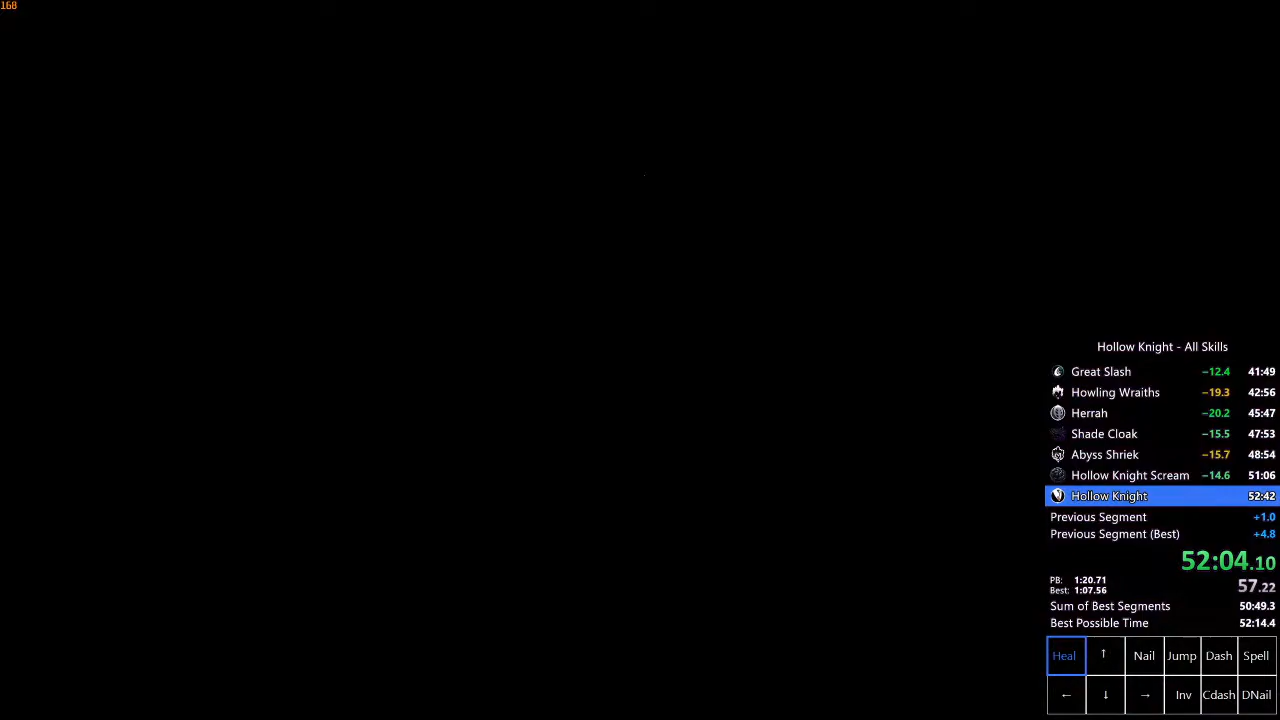 168
Hollow Knight - All Skills
Great Slash −12.4 41:49
Howling Wraiths −19.3 42:56
Herrah −20.2 45:47
Shade Cloak −15.5 47:53
Abyss Shriek −15.7 48:54
Hollow Knight Scream −14.6 51:06
Hollow Knight 52:42
Previous Segment +1.0
Previous Segment (Best) +4.8
52:04.10
PB: 1:20.71
Best: 1:07.56
57.22
Sum of Best Segments 50:49.3
Best Possible Time 52:14.4
Heal ↑ Nail Jump Dash Spell
← ↓ → Inv Cdash DNail